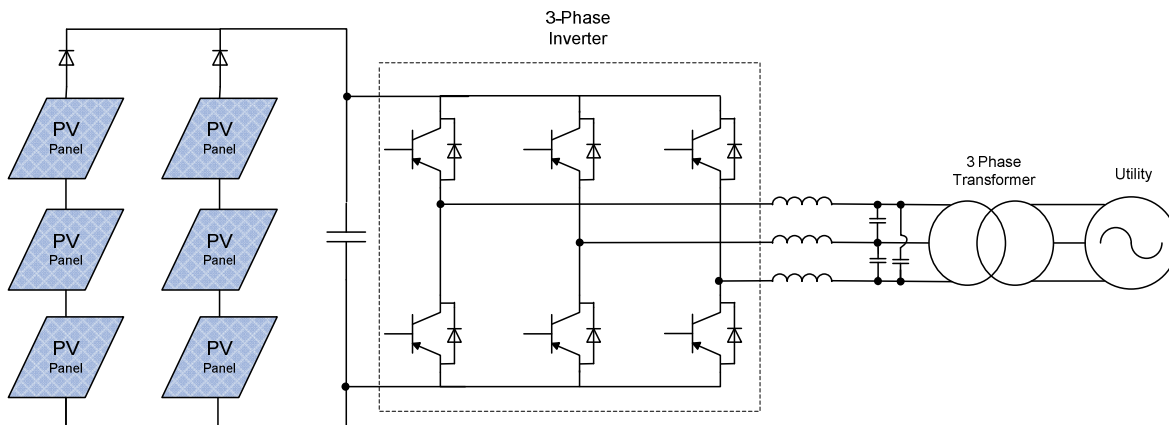 3-Phase
Inverter
PV
Panel
PV
Panel
3 Phase
Transformer
Utility
PV
Panel
PV
Panel
PV
Panel
PV
Panel